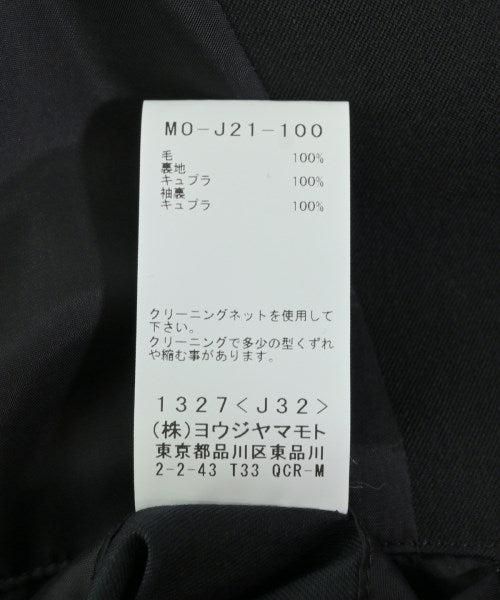 MO-J21-100
毛 100%
裏地
キュプラ 100%
袖裏
キュプラ 100%
クリーニングネットを使用して
下さい。
クリーニングで多少の型くずれ
や縮む事があります。
1327<J32>
(株)ヨウジヤマモト
東京都品川区東品川
2-2-43 T33 QCR-M